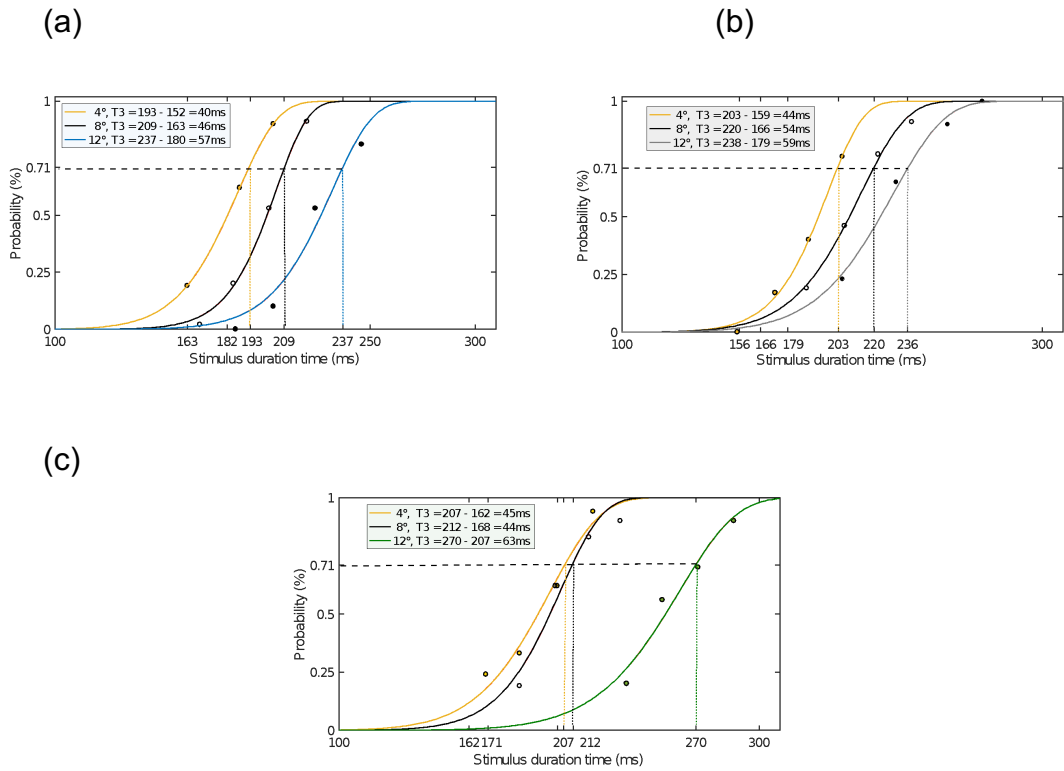 (a)
1
0.71
0.5
0.25
0
Probability (%)
4°, T3 =193 - 152 =40ms
8°, T3 =209 - 163 =46ms
12°, T3 =237 - 180 =57ms
100 163 182 193 209 237 250 300
Stimulus duration time (ms)
(b)
1
0.71
0.5
0.25
0
Probability (%)
4°, T3 =203 - 159 =44ms
8°, T3 =220 - 166 =54ms
12°, T3 =238 - 179 =59ms
100 156 166 179 203 220 236 300
Stimulus duration time (ms)
(c)
1
0.71
0.5
0.25
0
Probability (%)
4°, T3 =207 - 162 =45ms
8°, T3 =212 - 168 =44ms
12°, T3 =270 - 207 =63ms
100 162 171 207 212 270 300
Stimulus duration time (ms)